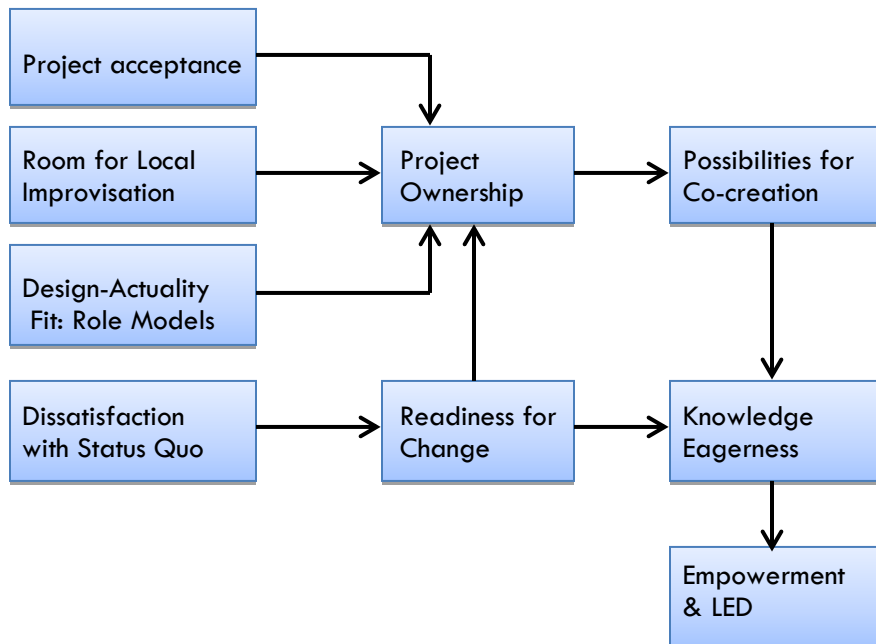 Project acceptance
Room for Local
Improvisation
Project
Ownership
Possibilities for
Co-creation
Design-Actuality
Fit: Role Models
Dissatisfaction
with Status Quo
Readiness for
Change
Knowledge
Eagerness
Empowerment
& LED